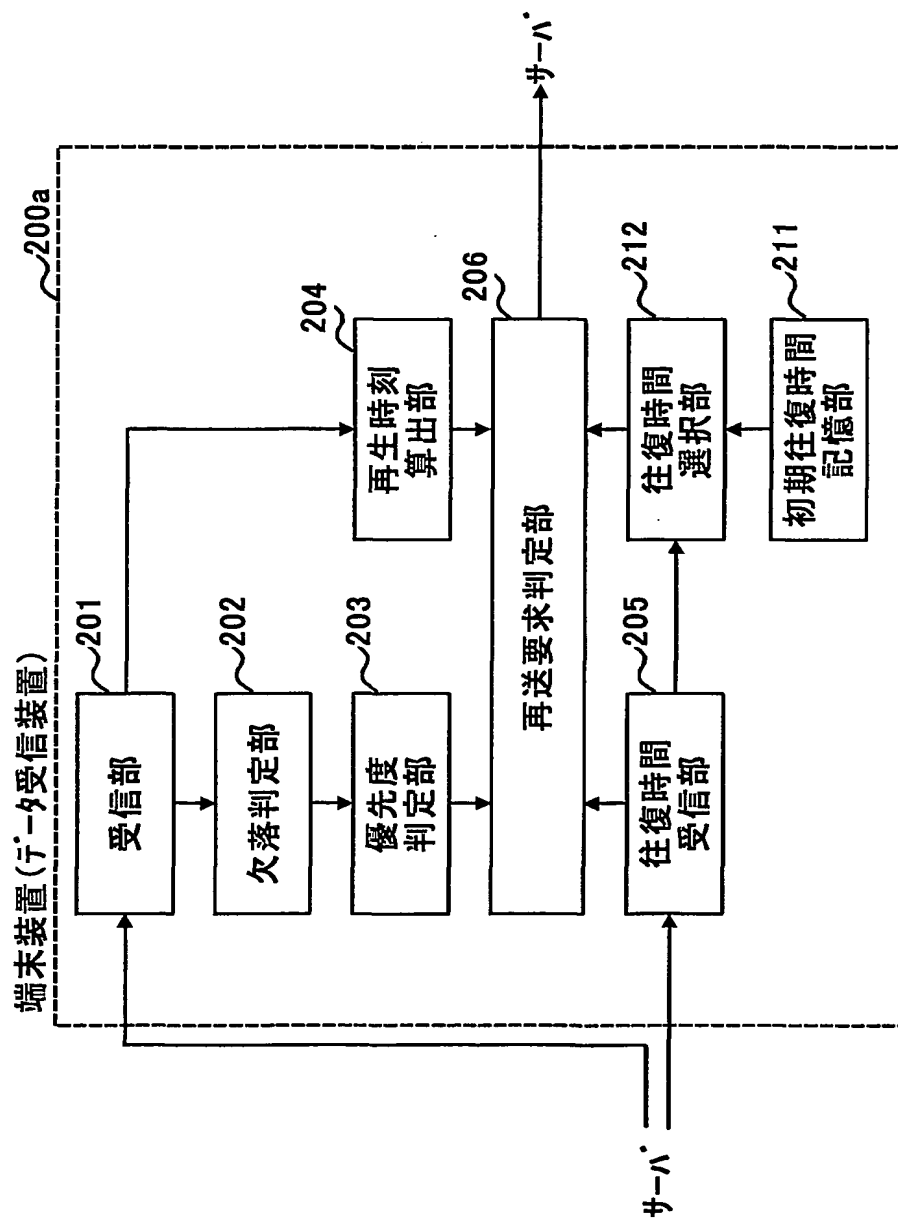 端末装置(データ受信装置)
200a
サーバ
201
受信部
202
欠落判定部
203
優先度
判定部
204
再生時刻
算出部
206
再送要求判定部
サーバ
205
往復時間
受信部
212
往復時間
選択部
211
初期往復時間
記憶部